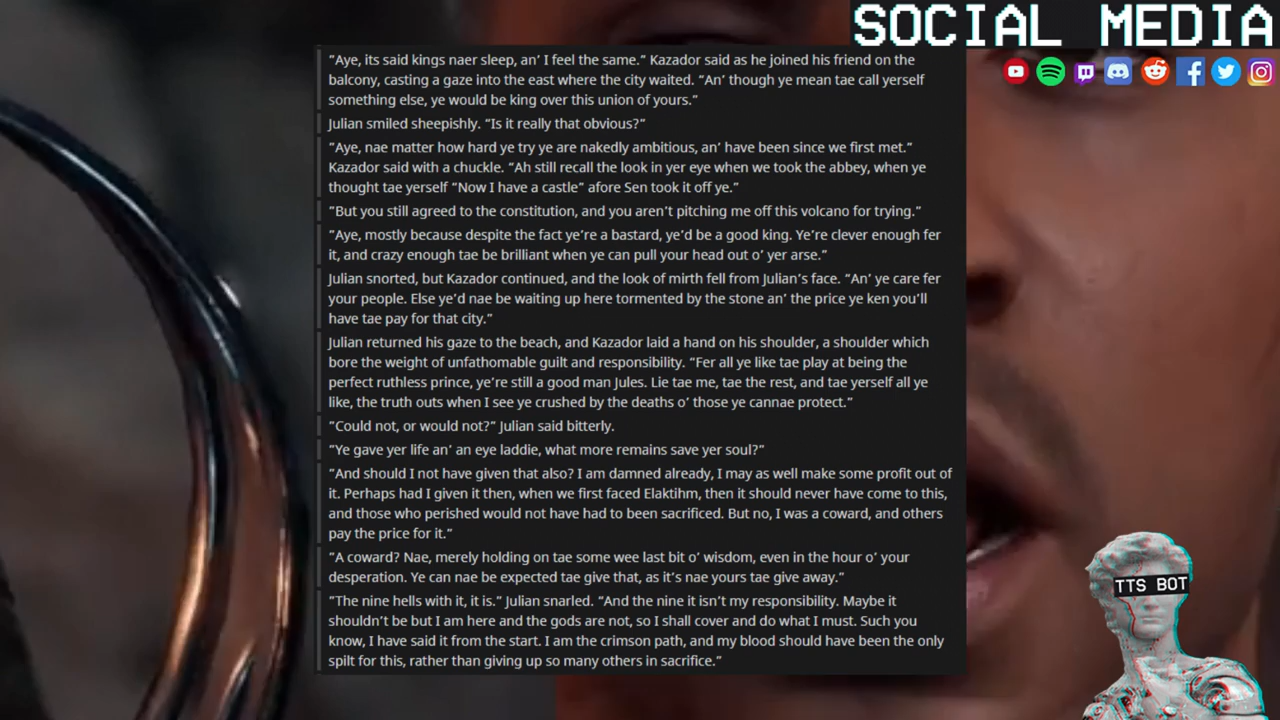 SOCIAL MEDIA
“Aye, its said kings naer sleep, an’ I feel the same.” Kazador said as he joined his friend on the
balcony, casting a gaze into the east where the city waited. “An’ though ye mean tae call yerself
something else, ye would be king over this union of yours.”
Julian smiled sheepishly. “Is it really that obvious?”
“Aye, nae matter how hard ye try ye are nakedly ambitious, an’ have been since we first met.”
Kazador said with a chuckle. “Ah still recall the look in yer eye when we took the abbey, when ye
thought tae yerself “Now I have a castle” afore Sen took it off ye.”
“But you still agreed to the constitution, and you aren’t pitching me off this volcano for trying.”
“Aye, mostly because despite the fact ye’re a bastard, ye’d be a good king. Ye’re clever enough fer
it, and crazy enough tae be brilliant when ye can pull your head out o’ yer arse.”
Julian snorted, but Kazador continued, and the look of mirth fell from Julian’s face. “An’ ye care fer
your people. Else ye’d nae be waiting up here tormented by the stone an’ the price ye ken you’ll
have tae pay for that city.”
Julian returned his gaze to the beach, and Kazador laid a hand on his shoulder, a shoulder which
bore the weight of unfathomable guilt and responsibility. “Fer all ye like tae play at being the
perfect ruthless prince, ye’re still a good man Jules. Lie tae me, tae the rest, and tae yerself all ye
like, the truth outs when I see ye crushed by the deaths o’ those ye cannae protect.”
“Could not, or would not?” Julian said bitterly.
“Ye gave yer life an’ an eye laddie, what more remains save yer soul?”
“And should I not have given that also? I am damned already, I may as well make some profit out of
it. Perhaps had I given it then, when we first faced Elaktihm, then it should never have come to this,
and those who perished would not have had to been sacrificed. But no, I was a coward, and others
pay the price for it.”
“A coward? Nae, merely holding on tae some wee last bit o’ wisdom, even in the hour o’ your
desperation. Ye can nae be expected tae give that, as it’s nae yours tae give away.”
“The nine hells with it, it is.” Julian snarled. “And the nine it isn’t my responsibility. Maybe it
shouldn’t be but I am here and the gods are not, so I shall cover and do what I must. Such you
know, I have said it from the start. I am the crimson path, and my blood should have been the only
spilt for this, rather than giving up so many others in sacrifice.”
TTS BOT